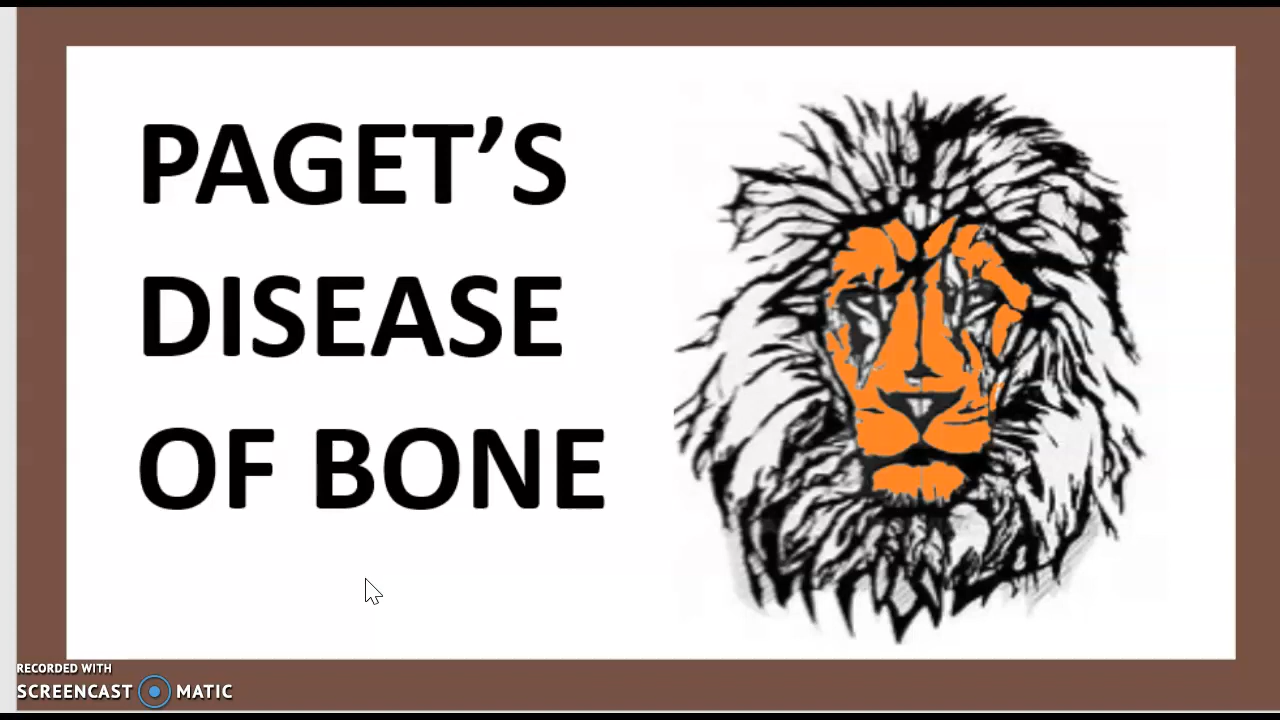 PAGET’S
DISEASE
OF BONE
RECORDED WITH
SCREENCAST MATIC